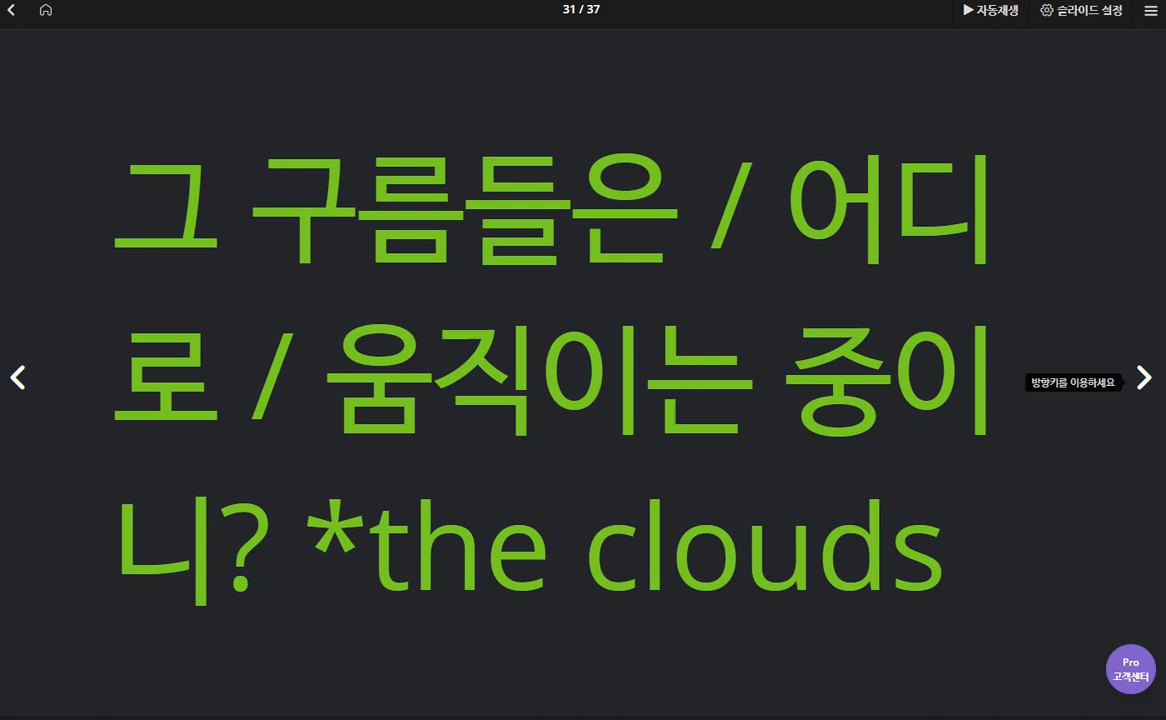 31 / 37
자동재생
슬라이드 설정
그 구름들은 / 어디
로 / 움직이는 중이
니? *the clouds
방향키를 이용하세요
Pro
고객센터